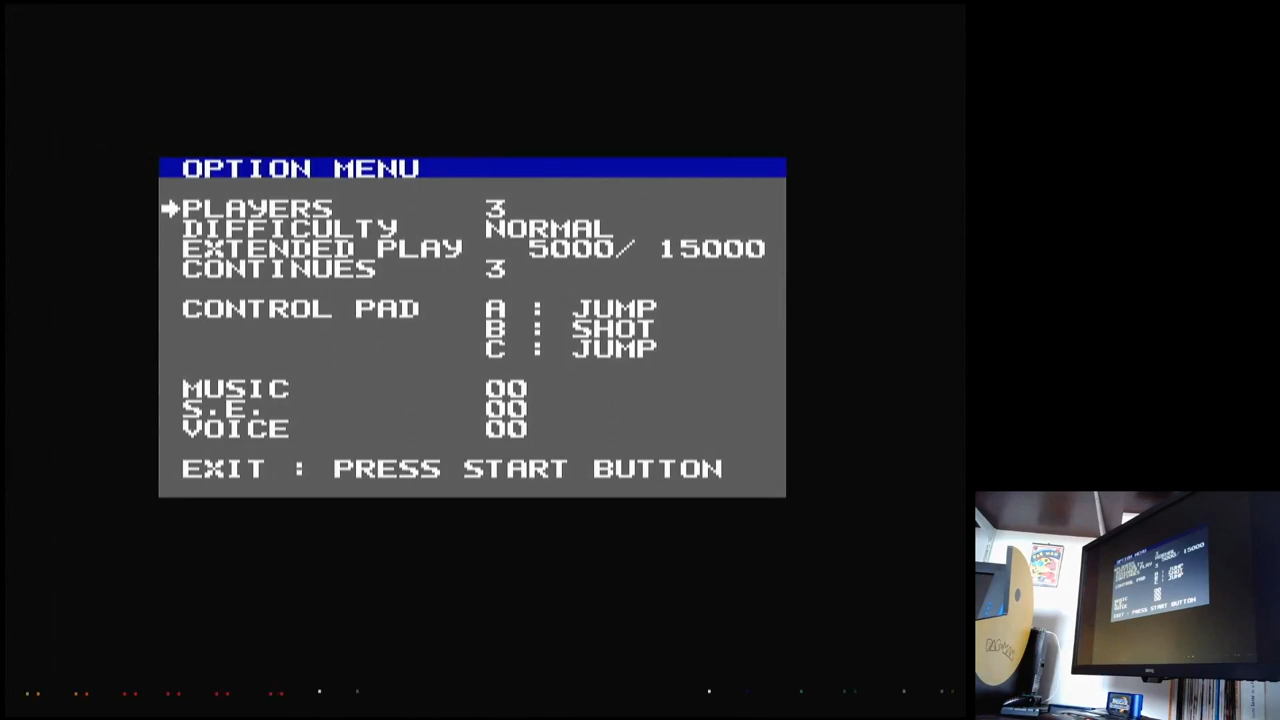 OPTION MENU
PLAYERS 3
DIFFICULTY NORMAL
EXTENDED PLAY 5000/ 15000
CONTINUES 3
CONTROL PAD A : JUMP
B : SHOT
C : JUMP
MUSIC 00
S.E. 00
VOICE 00
EXIT : PRESS START BUTTON